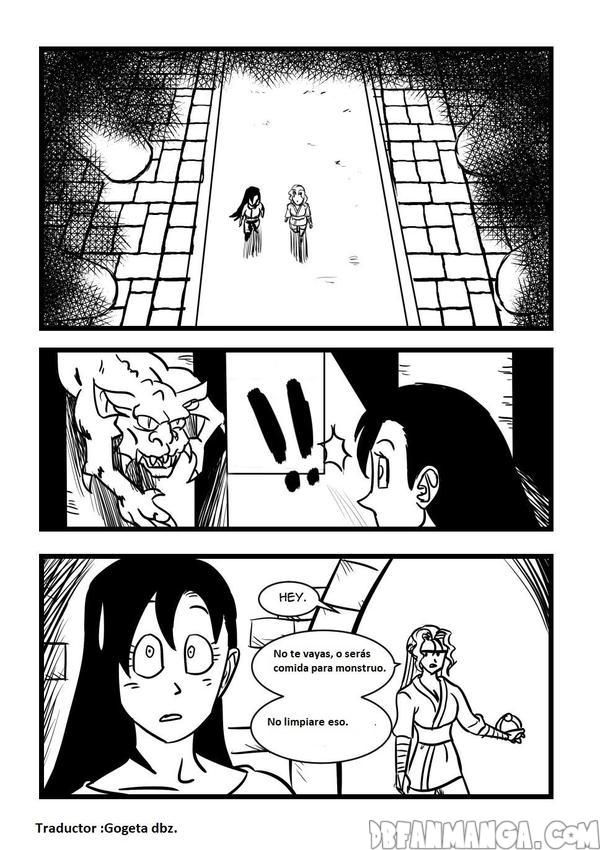 !!
HEY.
No te vayas, o serás
comida para monstruo.
No limpiare eso.
Traductor :Gogeta dbz.
DBFANMANGA.COM